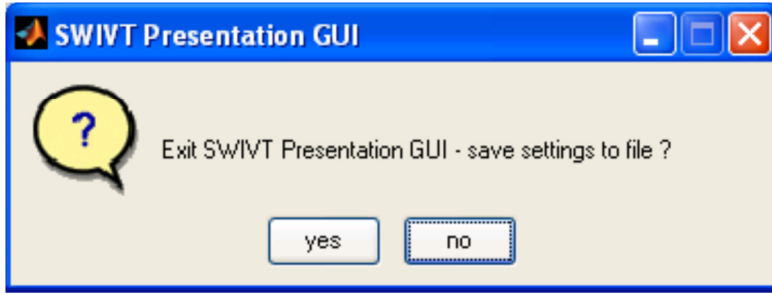 SWIVT Presentation GUI
?
Exit SWIVT Presentation GUI - save settings to file ?
yes no